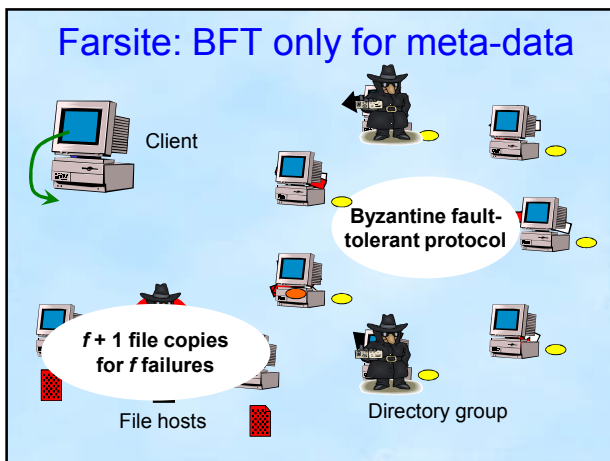 Farsite: BFT only for meta-data
Client
Byzantine fault-
tolerant protocol
f + 1 file copies
for f failures
File hosts
Directory group